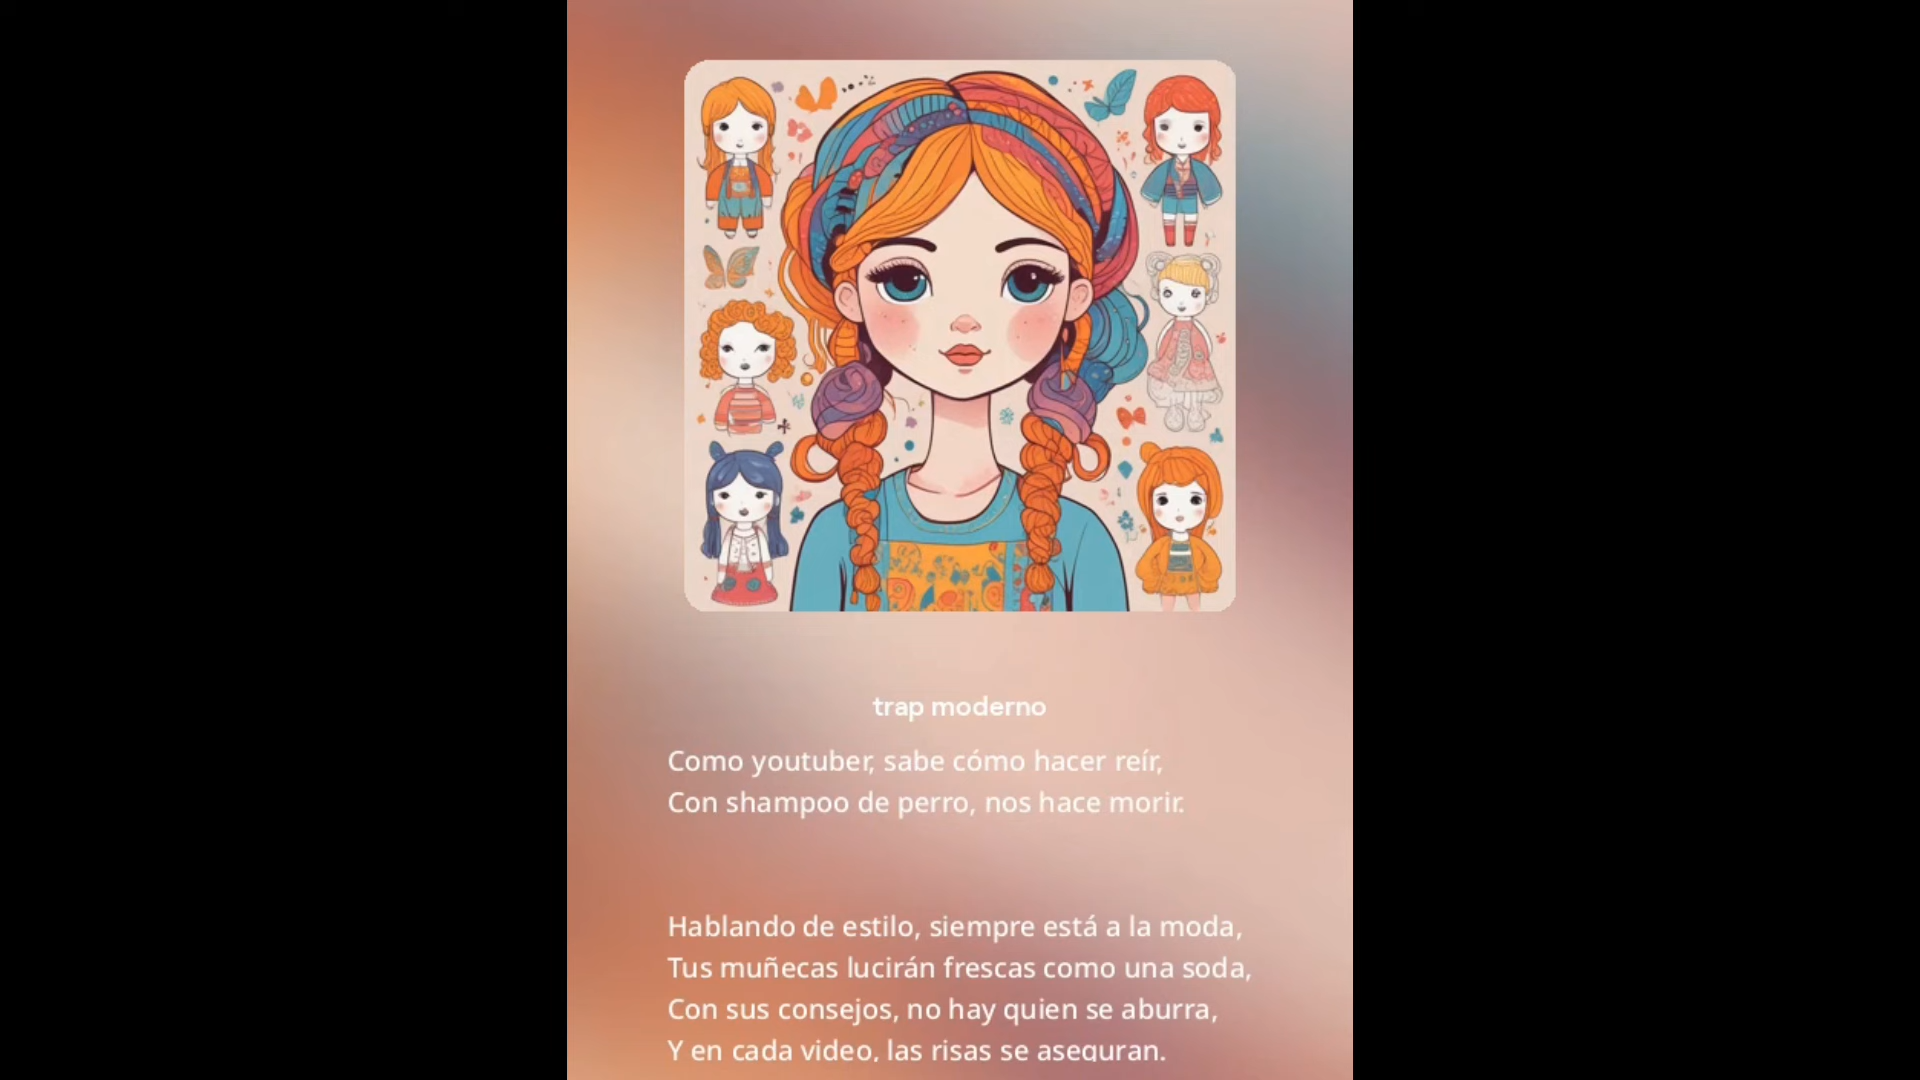 trap moderno
Como youtuber, sabe cómo hacer reír,
Con shampoo de perro, nos hace morir.
Hablando de estilo, siempre está a la moda,
Tus muñecas lucirán frescas como una soda,
Con sus consejos, no hay quien se aburra,
Y en cada video, las risas se aseguran.